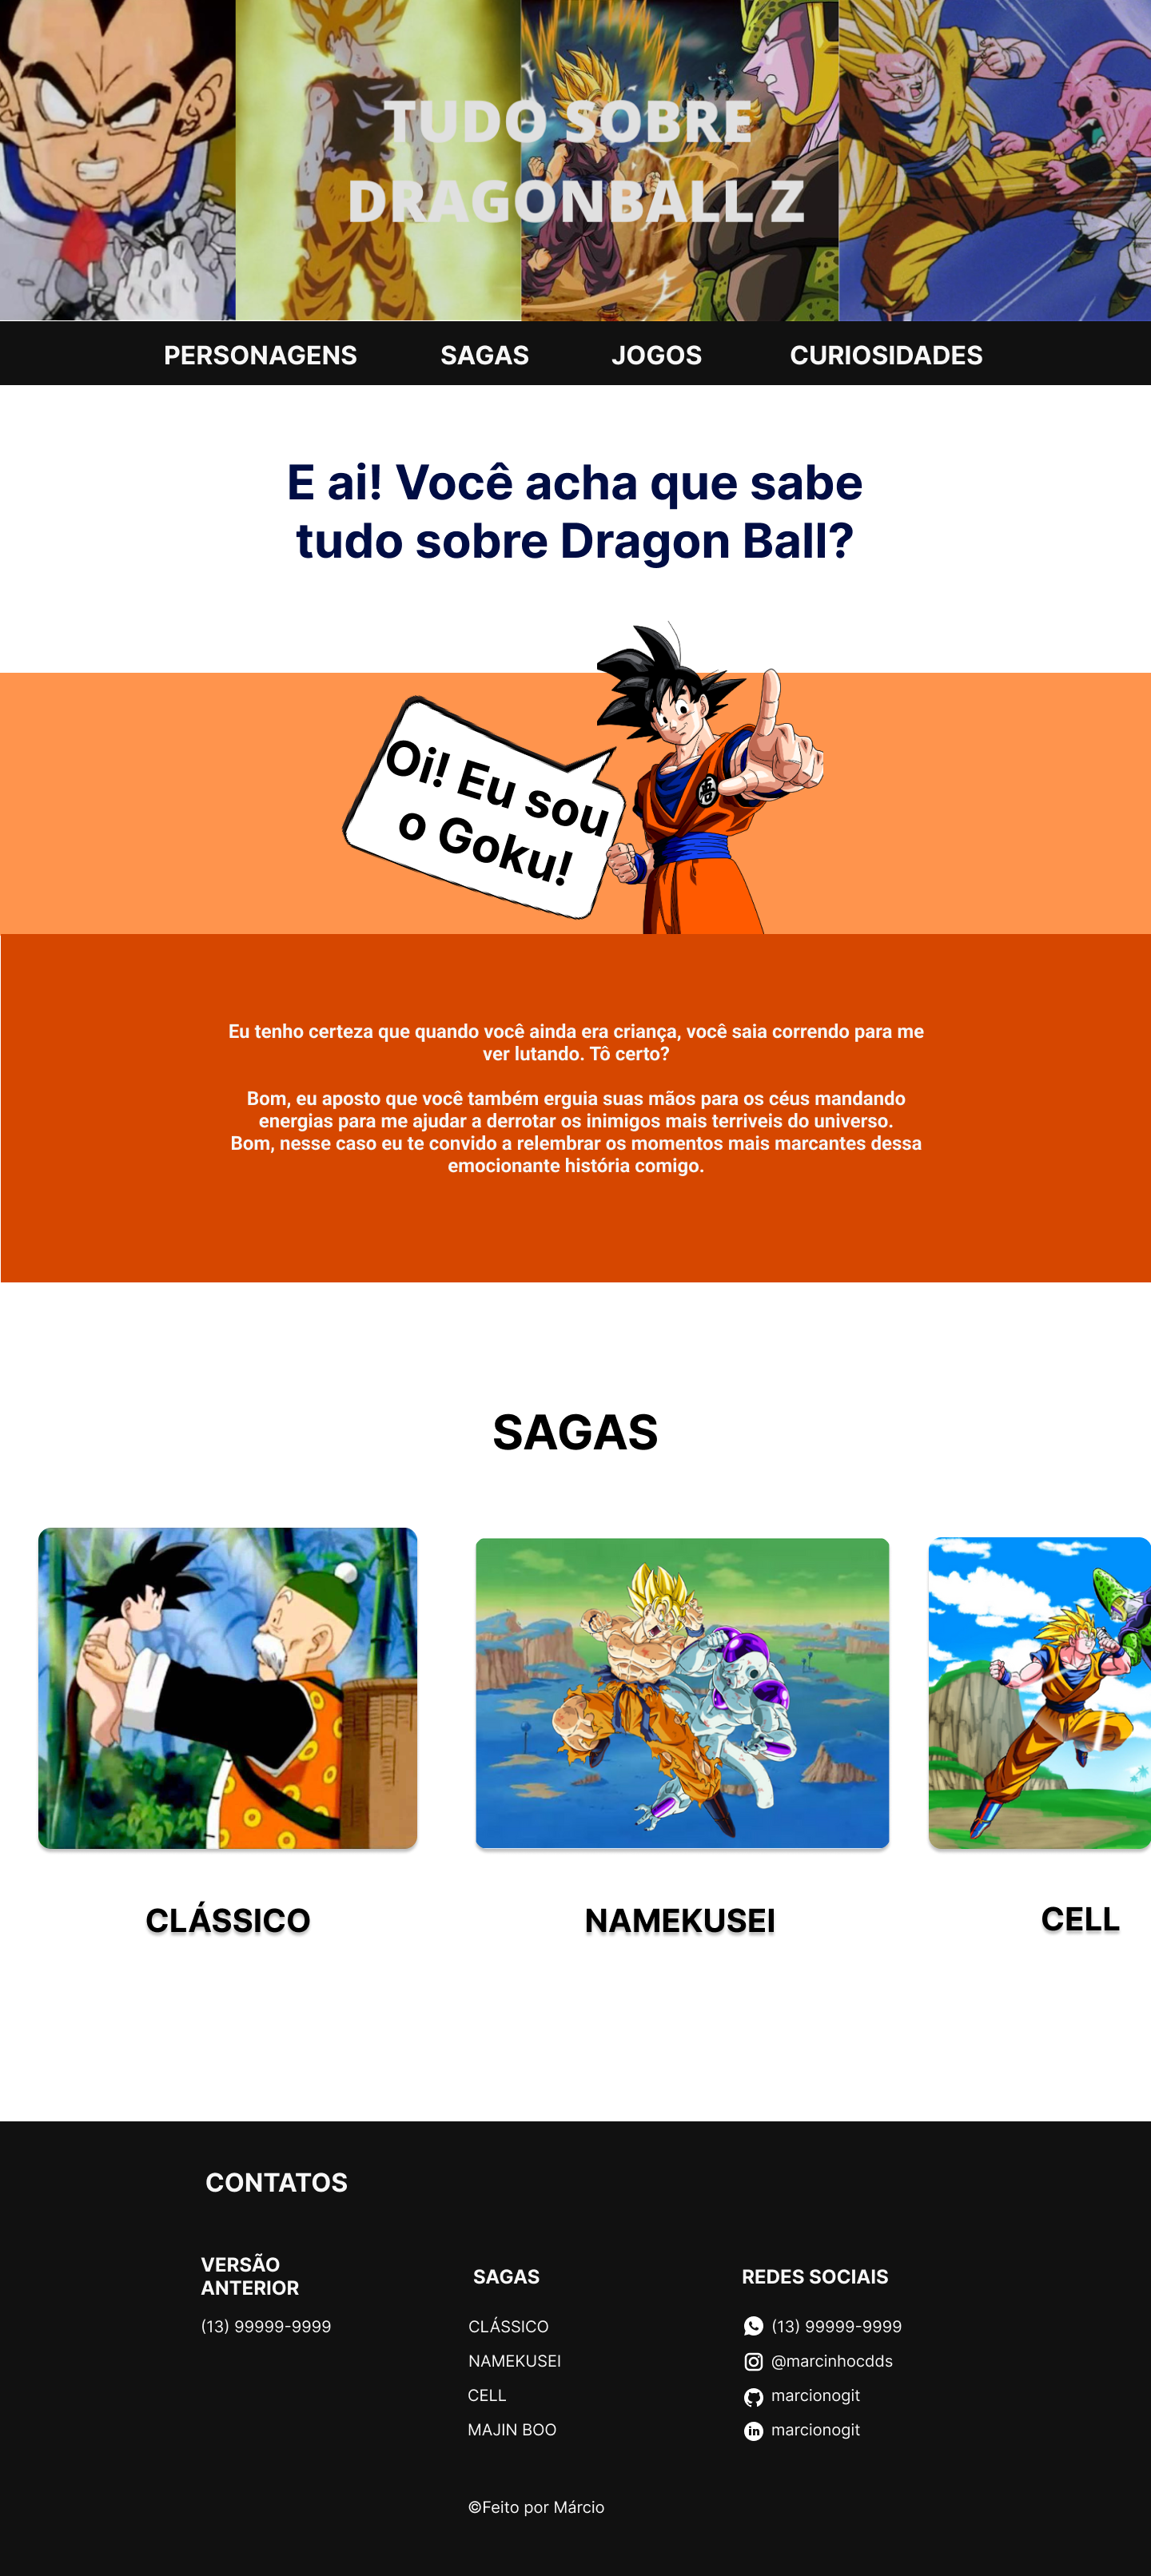 TUDO SOBRE
DRAGONBALL Z
PERSONAGENS SAGAS JOGOS CURIOSIDADES
E ai! Você acha que sabe
tudo sobre Dragon Ball?
Oi! Eu sou
o Goku!
悟
Eu tenho certeza que quando você ainda era criança, você saia correndo para me
ver lutando. Tô certo?
Bom, eu aposto que você também erguia suas mãos para os céus mandando
energias para me ajudar a derrotar os inimigos mais terriveis do universo.
Bom, nesse caso eu te convido a relembrar os momentos mais marcantes dessa
emocionante história comigo.
SAGAS
CLÁSSICO
NAMEKUSEI
CELL
CONTATOS
VERSÃO
ANTERIOR
(13) 99999-9999
SAGAS
CLÁSSICO
NAMEKUSEI
CELL
MAJIN BOO
REDES SOCIAIS
(13) 99999-9999
@marcinhocdds
marcionogit
in marcionogit
©Feito por Márcio